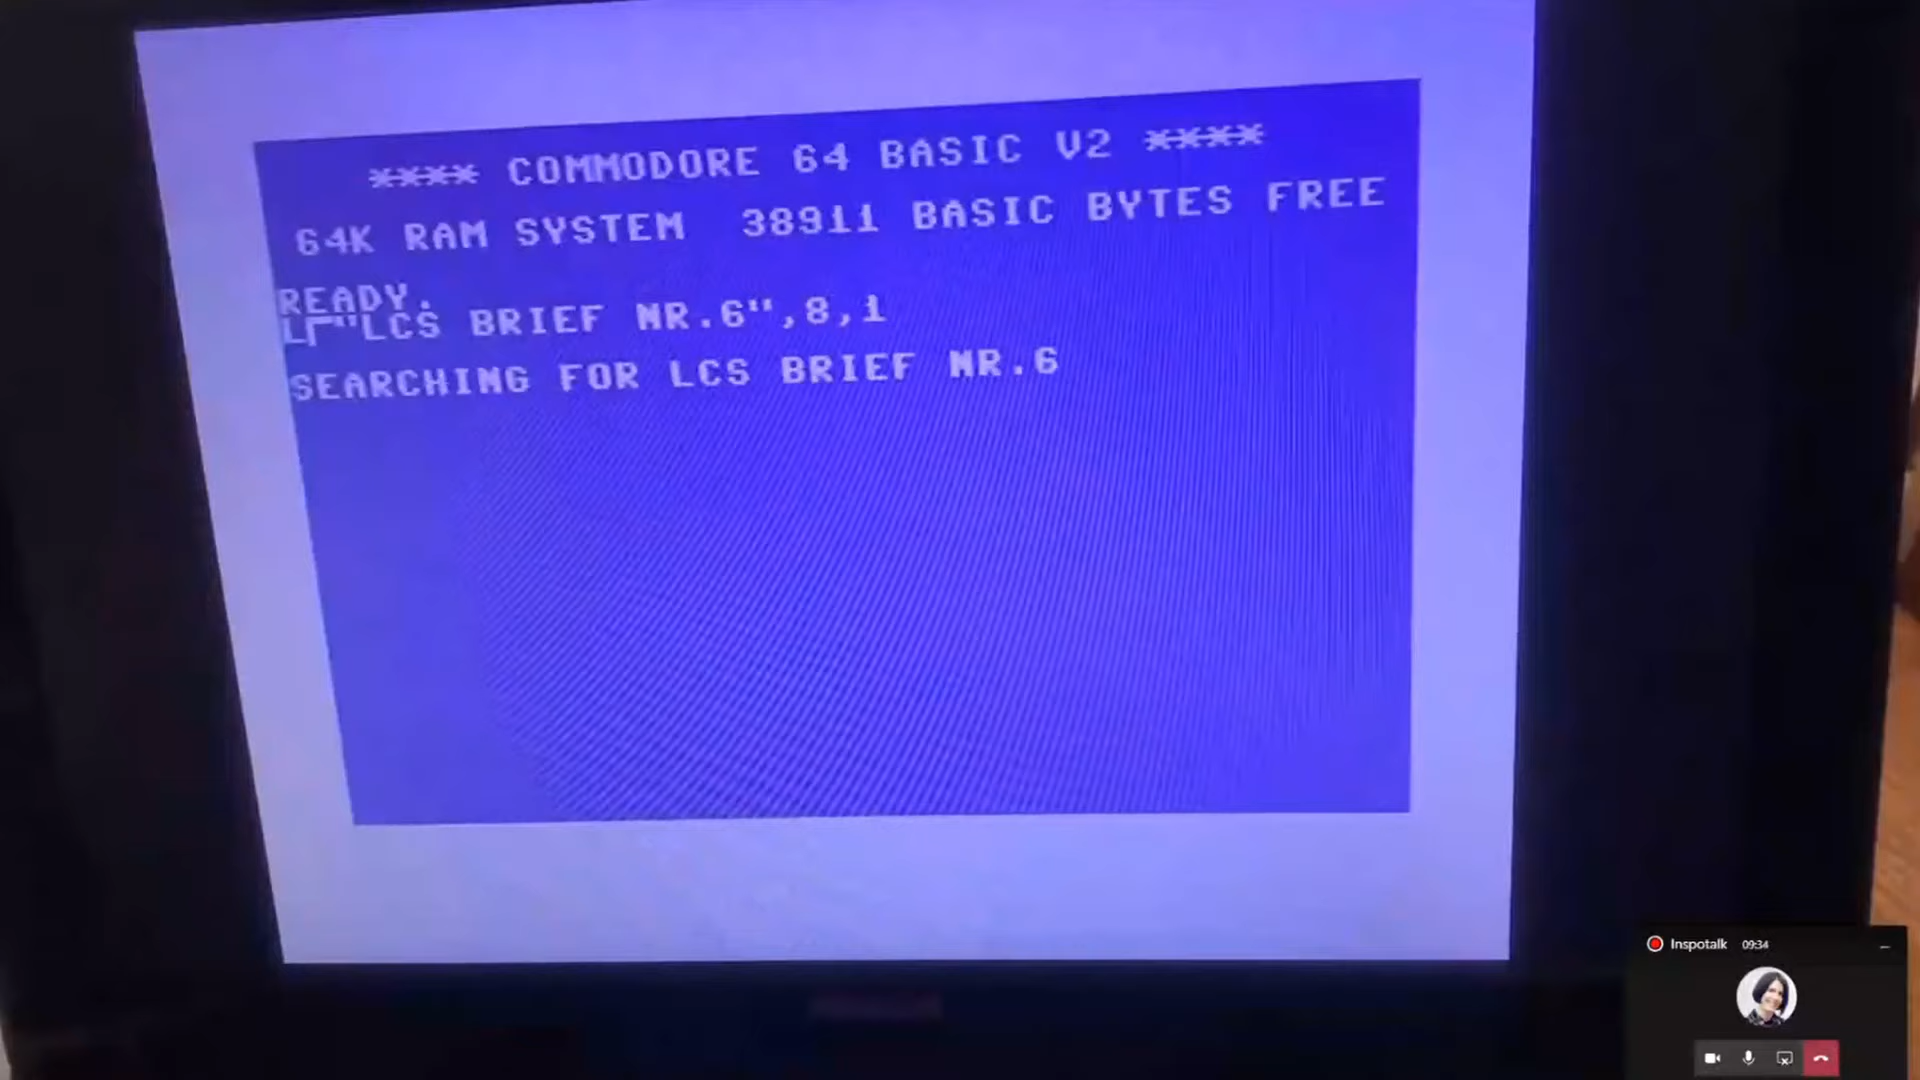 **** COMMODORE 64 BASIC V2 ****
64K RAM SYSTEM  38911 BASIC BYTES FREE
READY.
L┌"LCS BRIEF NR.6",8,1
SEARCHING FOR LCS BRIEF NR.6
Inspotalk 09:34